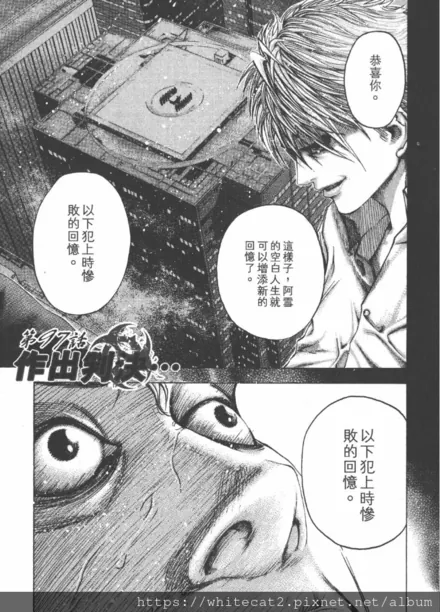 恭喜你。
這樣子，阿雪
的空白人生就
可以增添新的
回憶了。
以下犯上時慘
敗的回憶。
第97話
作出判決…
以下犯上時慘
敗的回憶。
https://whitecat2.pixnet.net/album